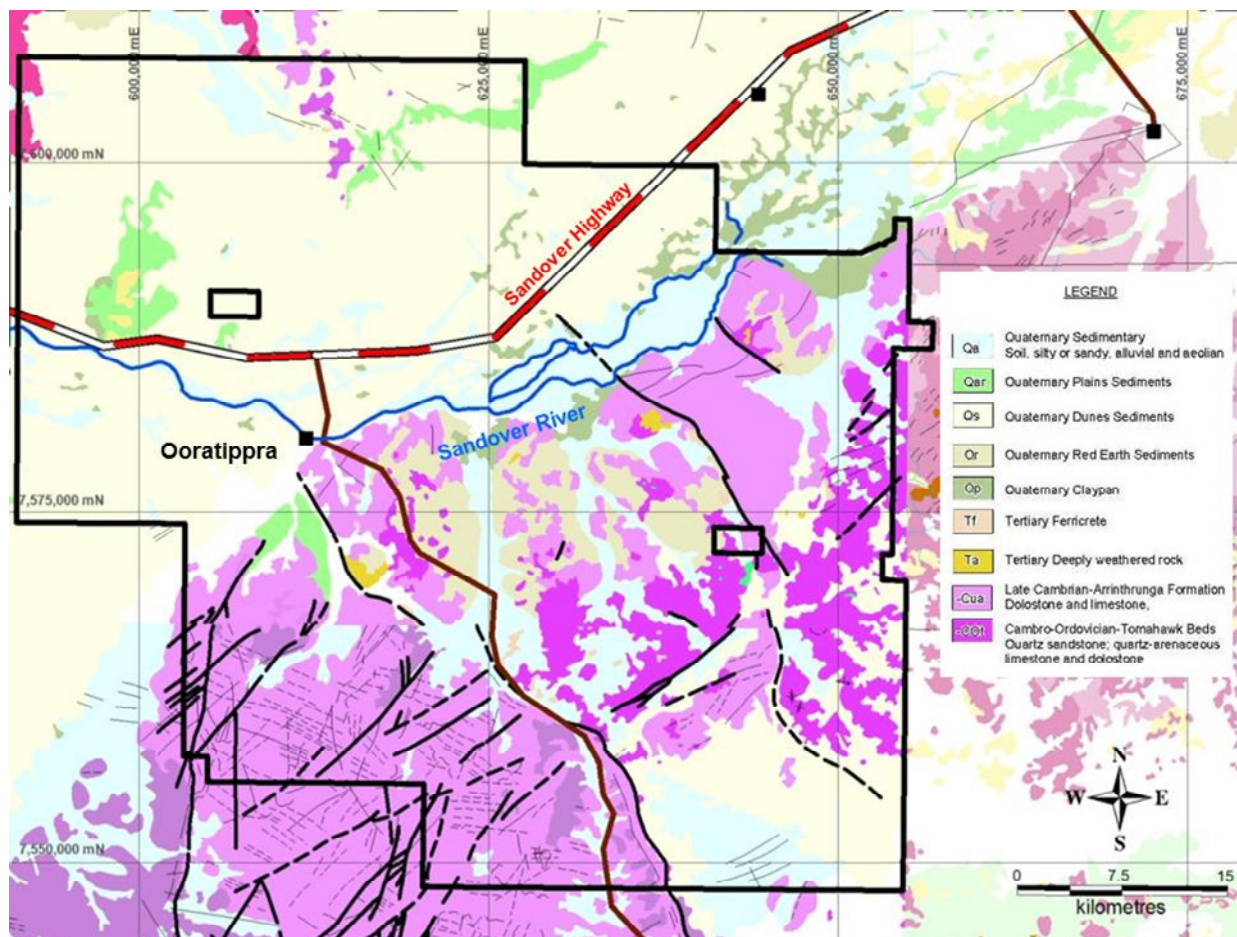 600,000 mE
625,000 mE
650,000 mE
675,000 mE
,600,000 mN
Sandover Highway
Sandover River
Ooratippra
7,575,000 mN
7,550,000 mN
LEGEND
Qa
Quaternary Sedimentary
Soil, silty or sandy, alluvial and aeolian
Qar
Quaternary Plains Sediments
Qs
Quaternary Dunes Sediments
Qr
Quaternary Red Earth Sediments
Qp
Quaternary Claypan
Tf
Tertiary Ferricrete
Ta
Tertiary Deeply weathered rock
-Cua
Late Cambrian-Arrinthrunga Formation
Dolostone and limestone,
-COt
Cambro-Ordovician-Tomahawk Beds
Quartz sandstone; quartz-arenaceous
limestone and dolostone
N
W E
S
0 7.5 15
kilometres